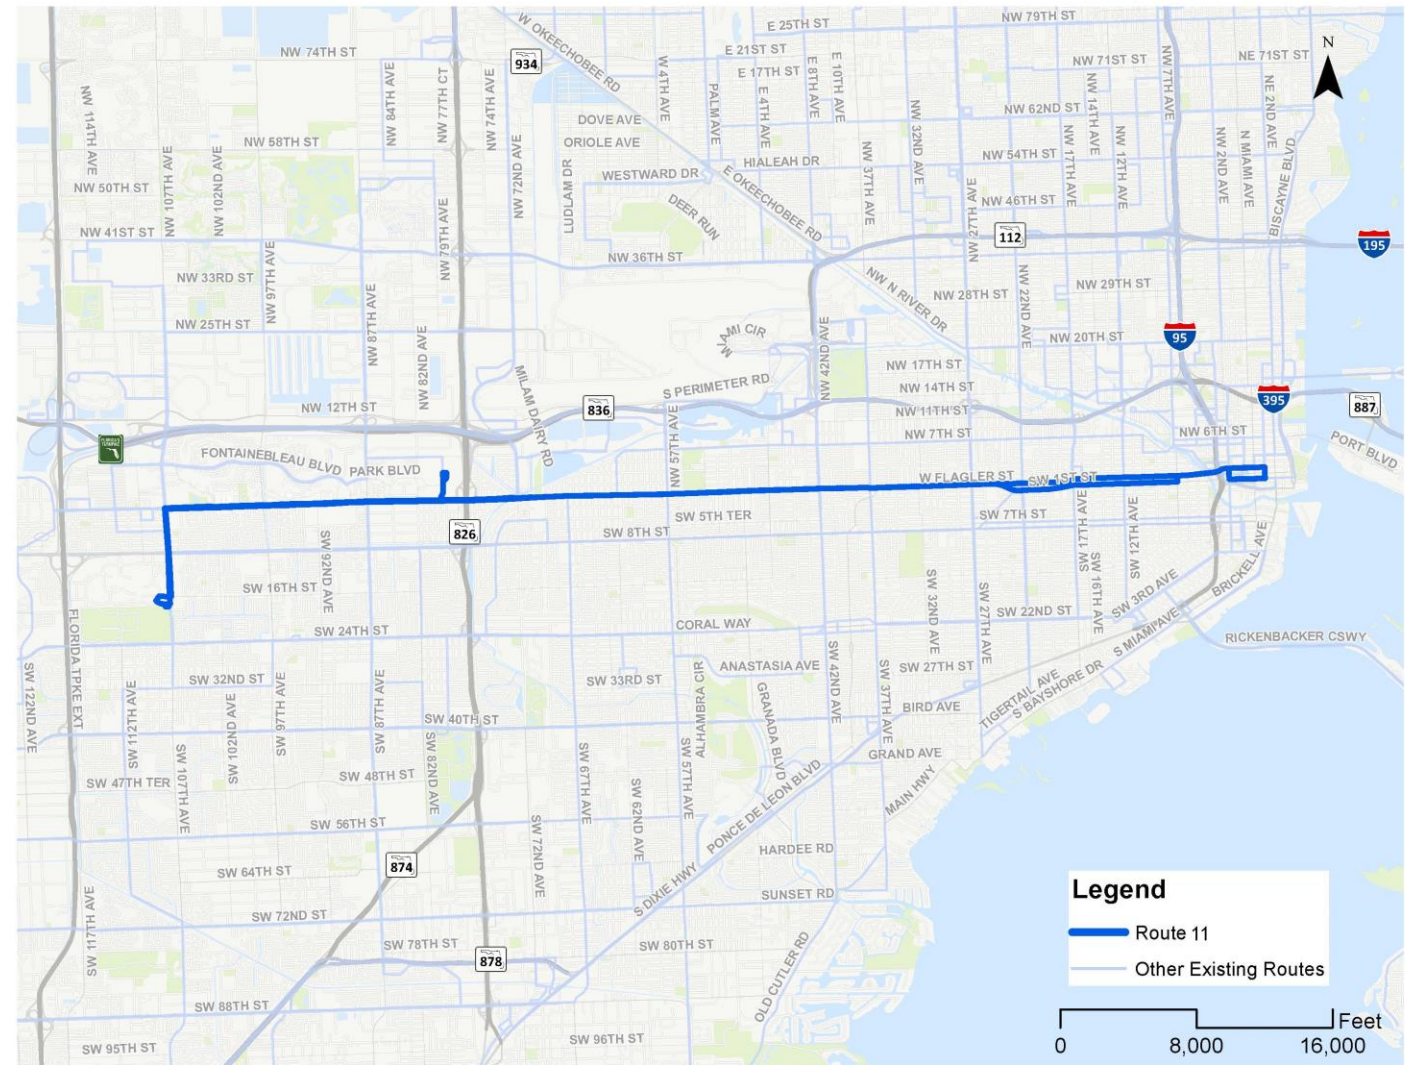 NW 79TH ST
E 25TH ST
W OKEECHOBEE RD
NW 74TH ST
934
E 21ST ST
E 17TH ST
NW 71ST ST
NE 71ST ST
N
NW 114TH AVE
NW 84TH AVE
NW 77TH CT
NW 74TH AVE
W 4TH AVE
PALM AVE
E 4TH AVE
E 8TH AVE
E 10TH AVE
NW 7TH AVE
NE 2ND AVE
NW 62ND ST
NW 14TH AVE
DOVE AVE
ORIOLE AVE
NW 58TH ST
NW 107TH AVE
NW 102ND AVE
NW 72ND AVE
LUDLAM DR
HIALEAH DR
NW 37TH AVE
NW 32ND AVE
NW 54TH ST
NW 17TH AVE
NW 12TH AVE
NW 2ND AVE
N MIAMI AVE
BISCAYNE BLVD
NW 50TH ST
WESTWARD DR
E OKEECHOBEE RD
DEER RUN
NW 46TH ST
NW 41ST ST
NW 79TH AVE
NW 27TH AVE
112
195
NW 36TH ST
NW 97TH AVE
NW 33RD ST
NW 87TH AVE
NW N RIVER DR
NW 28TH ST
NW 22ND AVE
NW 29TH ST
NW 25TH ST
NW 82ND AVE
MIAMI CIR
NW 42ND AVE
NW 20TH ST
95
NW 17TH ST
MILAM DAIRY RD
S PERIMETER RD
NW 14TH ST
395
NW 12TH ST
836
NW 57TH AVE
NW 11TH ST
887
NW 7TH ST
NW 6TH ST
PORT BLVD
FONTAINEBLEAU BLVD
PARK BLVD
W FLAGLER ST
SW 1ST ST
826
SW 5TH TER
SW 7TH ST
SW 8TH ST
SW 92ND AVE
SW 17TH AVE
SW 12TH AVE
SW 16TH AVE
BRICKELL AVE
SW 16TH ST
SW 32ND AVE
SW 27TH AVE
SW 3RD AVE
SW 22ND ST
FLORIDA TPKE EXT
SW 24TH ST
CORAL WAY
S MIAMI AVE
RICKENBACKER CSWY
SW 122ND AVE
SW 112TH AVE
SW 32ND ST
SW 102ND AVE
SW 97TH AVE
SW 87TH AVE
SW 33RD ST
ALHAMBRA CIR
ANASTASIA AVE
GRANADA BLVD
SW 42ND AVE
SW 37TH AVE
SW 27TH ST
TIGERTAIL AVE
S BAYSHORE DR
BIRD AVE
SW 40TH ST
SW 107TH AVE
SW 82ND AVE
SW 67TH AVE
SW 57TH AVE
GRAND AVE
MAIN HWY
SW 47TH TER
SW 48TH ST
SW 62ND AVE
PONCE DE LEON BLVD
SW 56TH ST
SW 72ND AVE
HARDEE RD
SW 64TH ST
874
S DIXIE HWY
SUNSET RD
SW 117TH AVE
SW 72ND ST
SW 78TH ST
878
SW 80TH ST
OLD CUTLER RD
SW 88TH ST
SW 95TH ST
SW 96TH ST
Legend
Route 11
Other Existing Routes
Feet
0 8,000 16,000